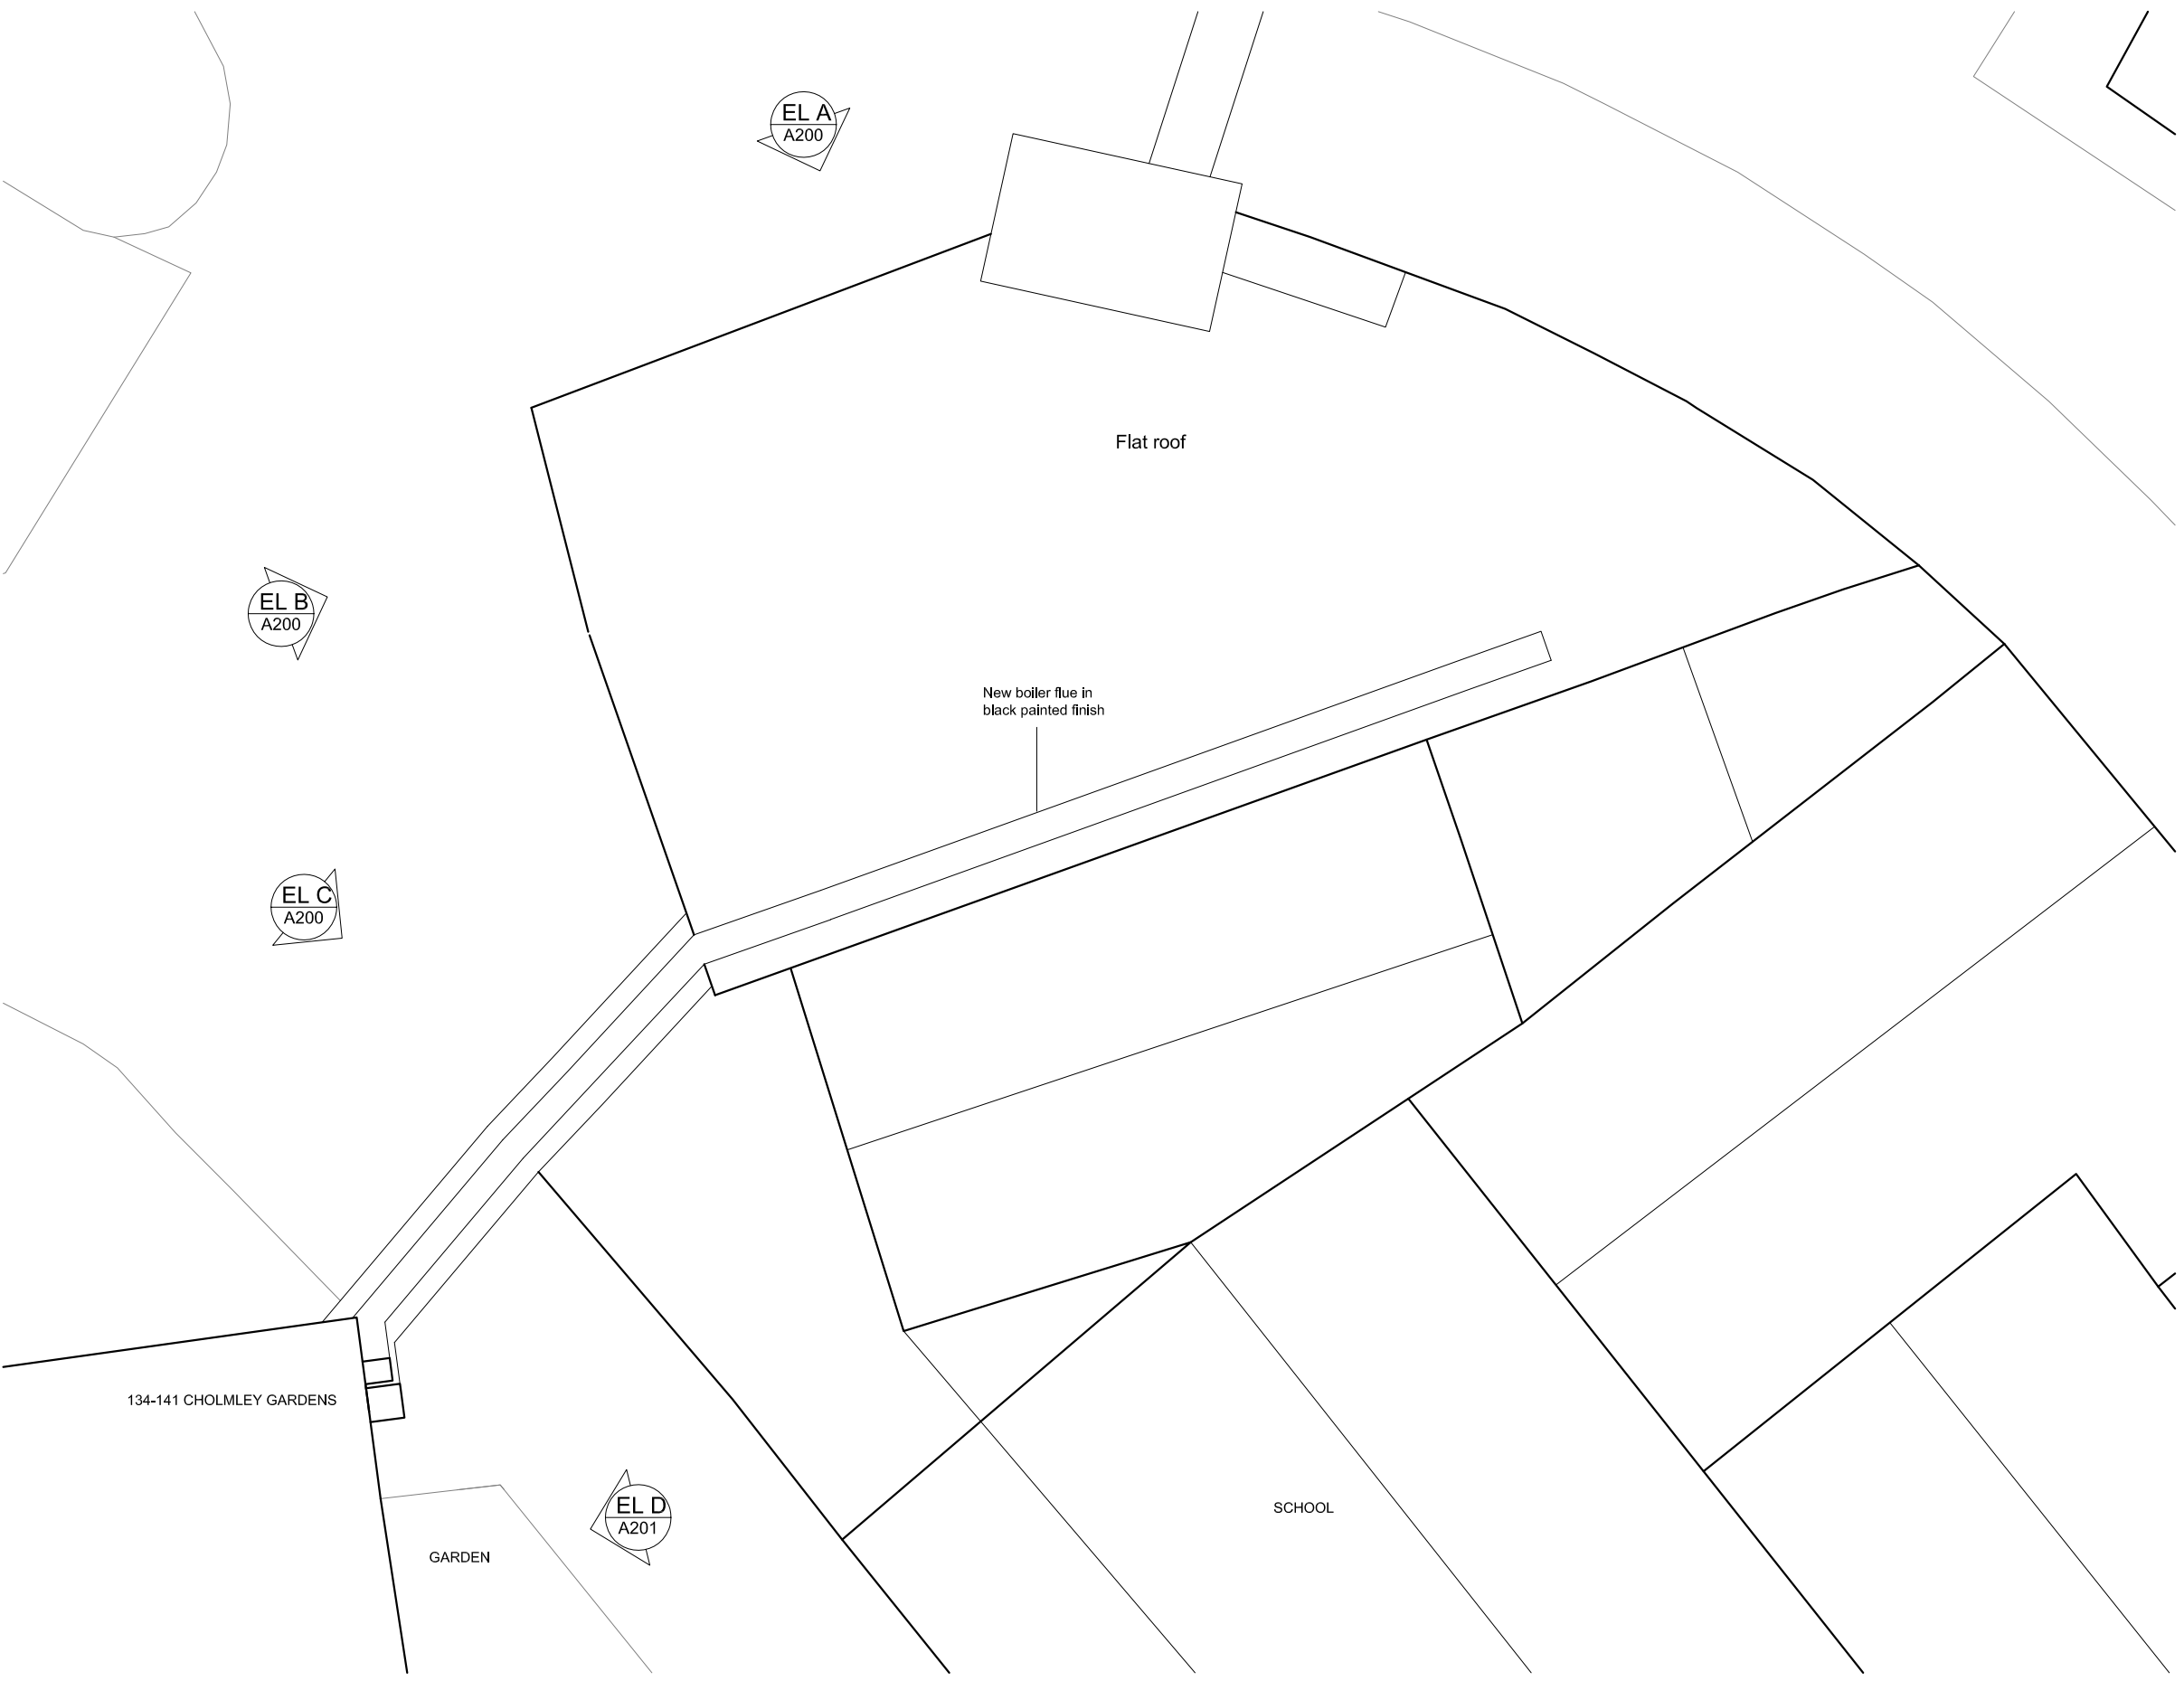 EL A
A200
Flat roof
EL B
A200
New boiler flue in
black painted finish
EL C
A200
134-141 CHOLMLEY GARDENS
EL D
A201
SCHOOL
GARDEN